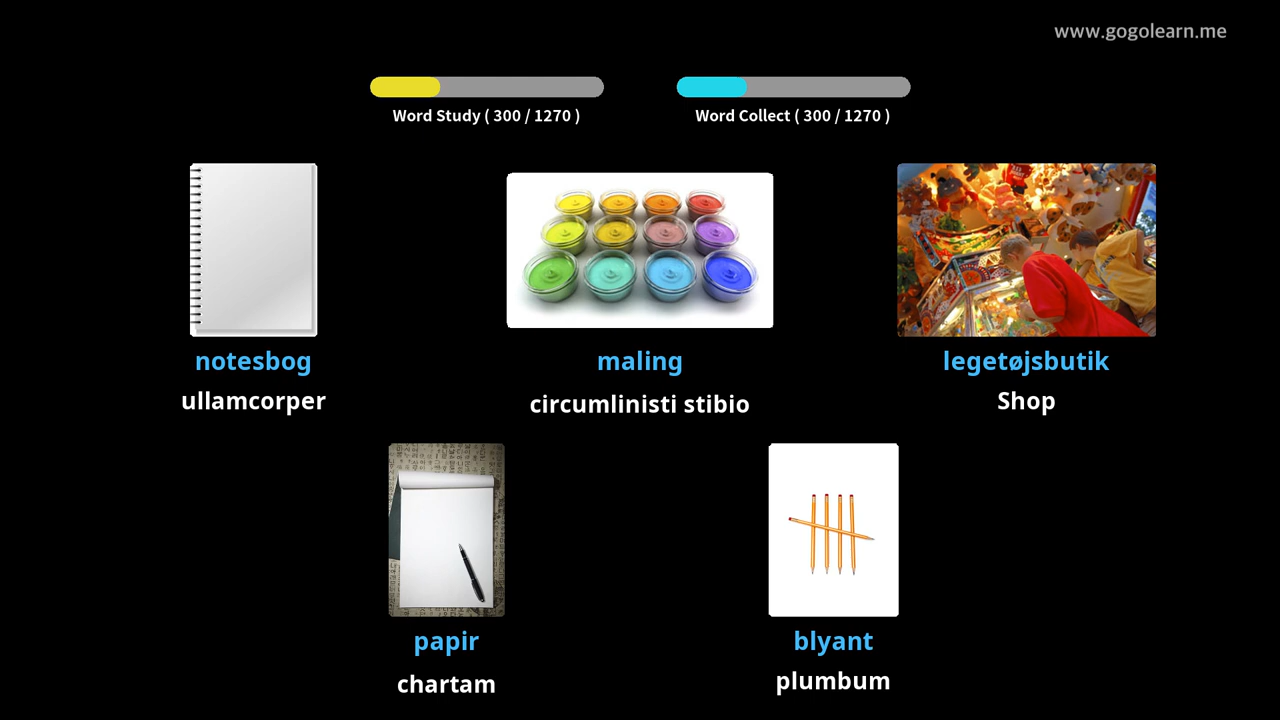 www.gogolearn.me
Word Study ( 300 / 1270 )
Word Collect ( 300 / 1270 )
notesbog
maling
legetøjsbutik
ullamcorper
circumlinisti stibio
Shop
papir
blyant
chartam
plumbum